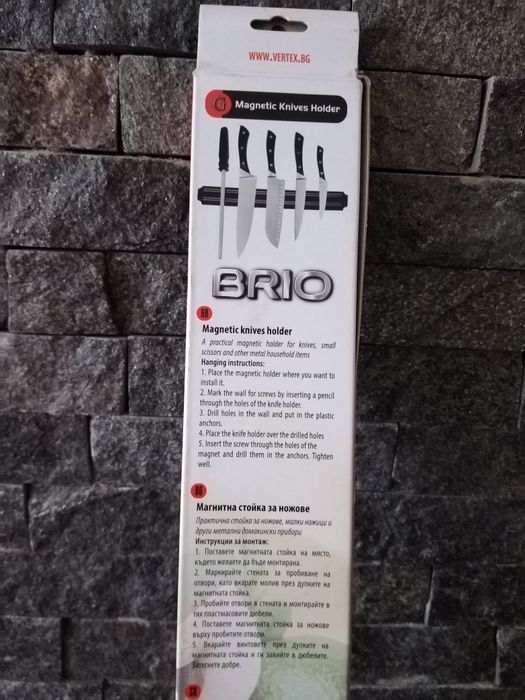 WWW.VERTEX.BG
Magnetic Knives Holder
BRIO
GB
Magnetic knives holder
A practical magnetic holder for knives, small
scissors and other metal household items
Hanging instructions:
1. Place the magnetic holder where you want to
install it.
2. Mark the wall for screws by inserting a pencil
through the holes of the knife holder.
3. Drill holes in the wall and put in the plastic
anchors.
4. Place the knife holder over the drilled holes
5. Insert the screw through the holes of the
magnet and drill them in the anchors. Tighten
well.
BG
Магнитна стойка за ножове
Практична стойка за ножове, малки ножици и
други метални домакински прибори
Инструкции за монтаж:
1. Поставете магнитната стойка на място,
където желаете да бъде монтирана.
2. Маркирайте стената за пробиване на
отвори, като вкарате молив през дупките на
магнитната стойка.
3. Пробийте отвори в стената и монтирайте в
тях пластмасовите дюбели.
4. Поставете магнитната стойка за ножове
върху пробитите отвори.
5. Вкарайте винтовете през дупките на
магнитната стойка и ги завийте в дюбелите.
Затегнете добре.